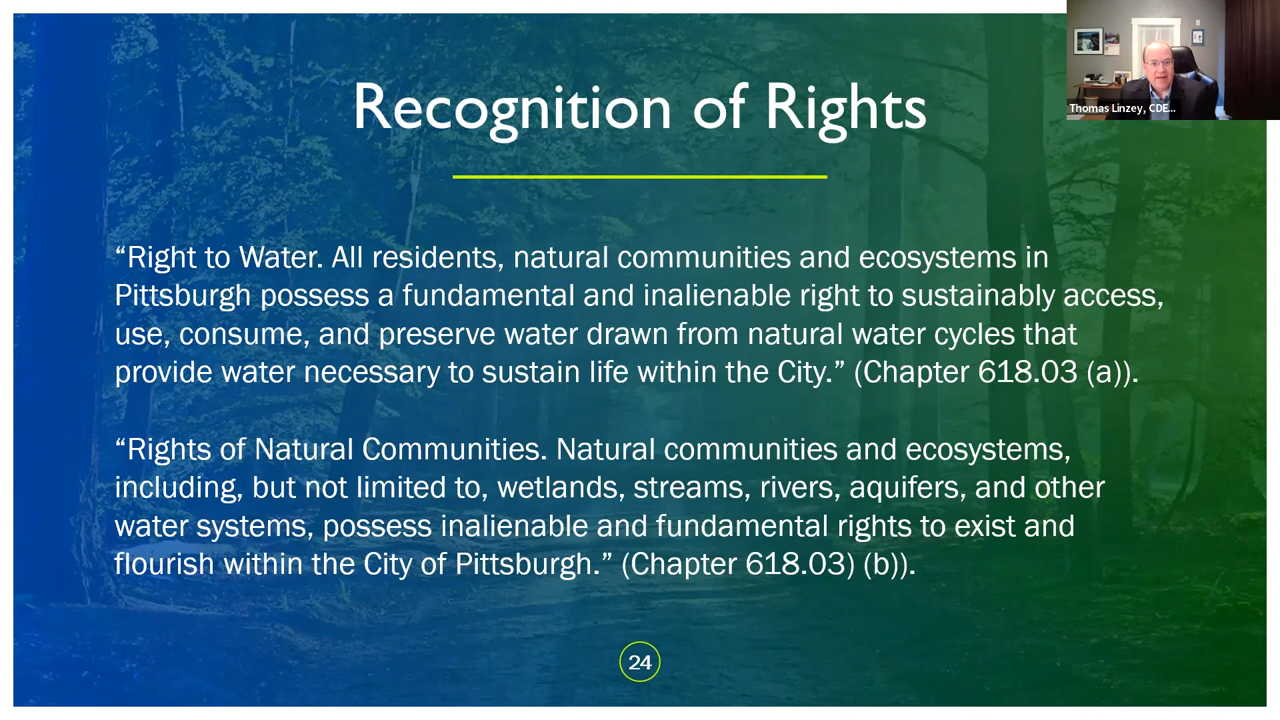 Thomas Linzey, CDE...
Recognition of Rights
“Right to Water. All residents, natural communities and ecosystems in
Pittsburgh possess a fundamental and inalienable right to sustainably access,
use, consume, and preserve water drawn from natural water cycles that
provide water necessary to sustain life within the City.” (Chapter 618.03 (a)).
“Rights of Natural Communities. Natural communities and ecosystems,
including, but not limited to, wetlands, streams, rivers, aquifers, and other
water systems, possess inalienable and fundamental rights to exist and
flourish within the City of Pittsburgh.” (Chapter 618.03) (b)).
24